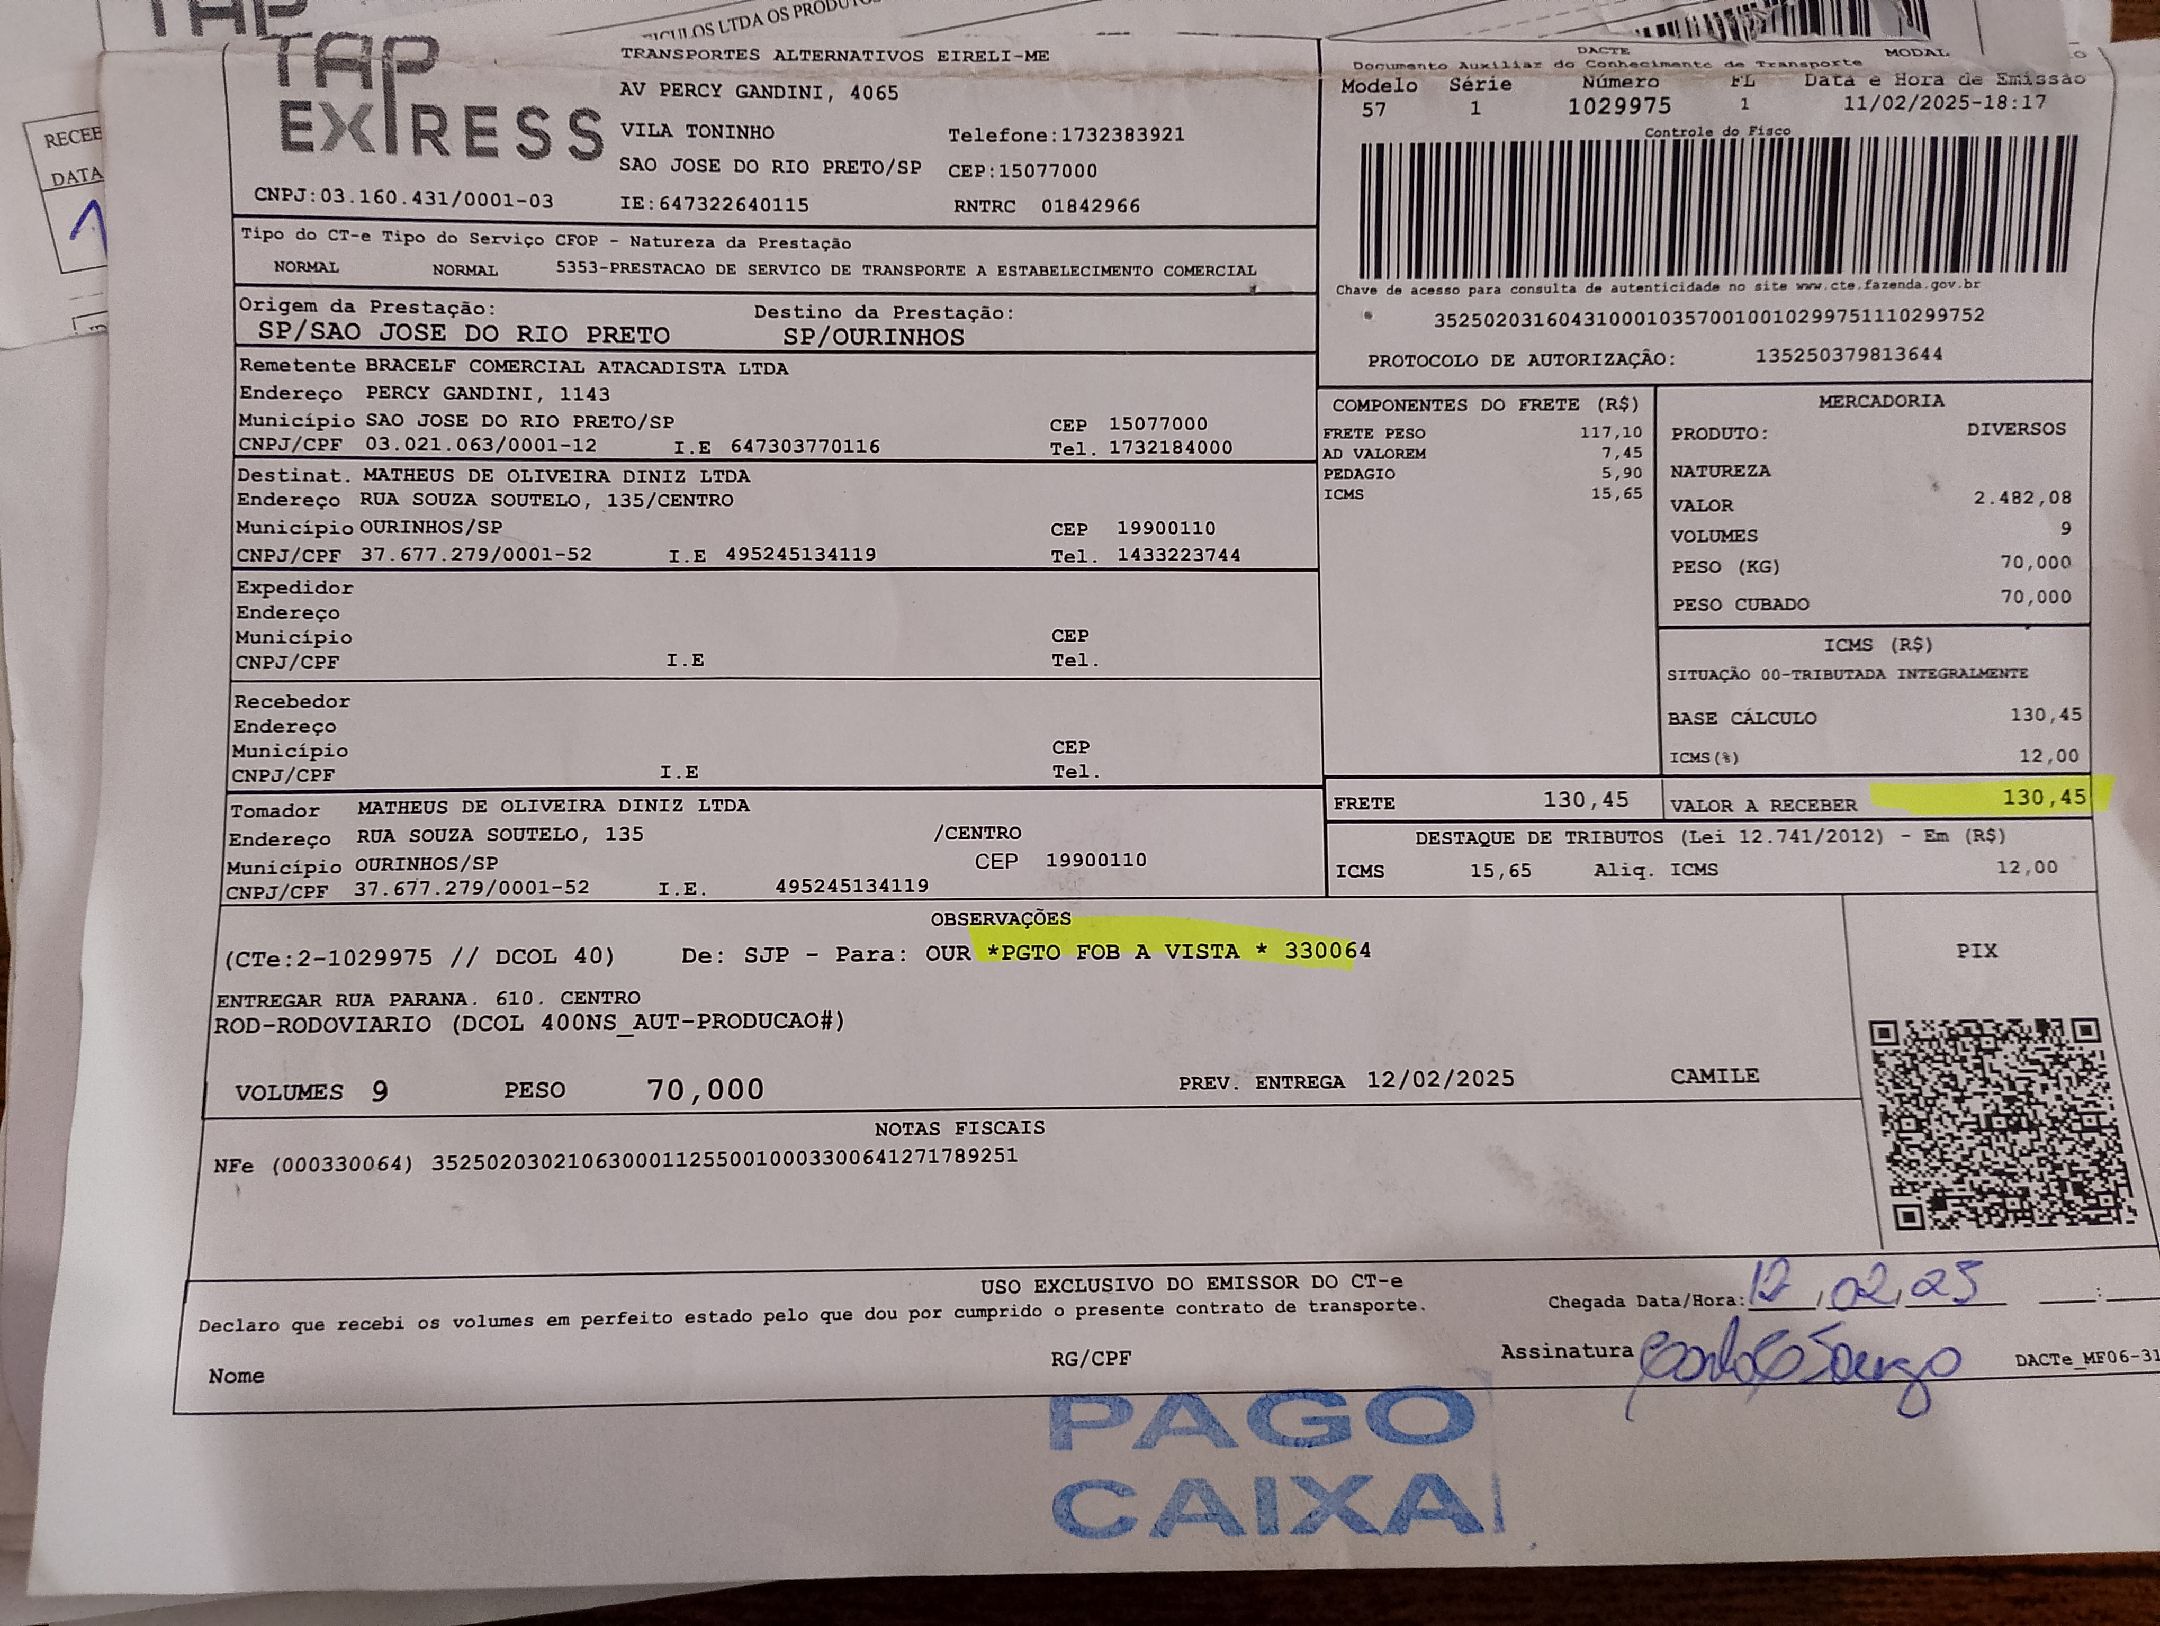 TAP
ICULOS LTDA OS
RECEB
DATA
TAP
EXPRESS
TRANSPORTES ALTERNATIVOS EIRELI-ME
AV PERCY GANDINI, 4065
VILA TONINHO Telefone:1732383921
SAO JOSE DO RIO PRETO/SP CEP:15077000
CNPJ:03.160.431/0001-03 IE:647322640115 RNTRC 01842966
DACTE MODAL
Documento Auxiliar do Conhecimento de Transporte
Modelo Série Número FL Data e Hora de Emissão
57 1 1029975 1 11/02/2025-18:17
Controle do Fisco
Chave de acesso para consulta de autenticidade no site www.cte.fazenda.gov.br
35250203160431000103570010010299751110299752
PROTOCOLO DE AUTORIZAÇÃO: 135250379813644
Tipo do CT-e Tipo do Serviço CFOP - Natureza da Prestação
NORMAL NORMAL 5353-PRESTACAO DE SERVICO DE TRANSPORTE A ESTABELECIMENTO COMERCIAL
Origem da Prestação: Destino da Prestação:
SP/SAO JOSE DO RIO PRETO SP/OURINHOS
Remetente BRACELF COMERCIAL ATACADISTA LTDA
Endereço PERCY GANDINI, 1143
Município SAO JOSE DO RIO PRETO/SP CEP 15077000
CNPJ/CPF 03.021.063/0001-12 I.E 647303770116 Tel. 1732184000
Destinat. MATHEUS DE OLIVEIRA DINIZ LTDA
Endereço RUA SOUZA SOUTELO, 135/CENTRO
Município OURINHOS/SP CEP 19900110
CNPJ/CPF 37.677.279/0001-52 I.E 495245134119 Tel. 1433223744
Expedidor
Endereço
Município CEP
CNPJ/CPF I.E Tel.
Recebedor
Endereço
Município CEP
CNPJ/CPF I.E Tel.
Tomador MATHEUS DE OLIVEIRA DINIZ LTDA
Endereço RUA SOUZA SOUTELO, 135 /CENTRO
Município OURINHOS/SP CEP 19900110
CNPJ/CPF 37.677.279/0001-52 I.E. 495245134119
COMPONENTES DO FRETE (R$)
FRETE PESO 117,10
AD VALOREM 7,45
PEDAGIO 5,90
ICMS 15,65
MERCADORIA
PRODUTO: DIVERSOS
NATUREZA
VALOR 2.482,08
VOLUMES 9
PESO (KG) 70,000
PESO CUBADO 70,000
ICMS (R$)
SITUAÇÃO 00-TRIBUTADA INTEGRALMENTE
BASE CÁLCULO 130,45
ICMS(%) 12,00
FRETE 130,45 VALOR A RECEBER 130,45
DESTAQUE DE TRIBUTOS (Lei 12.741/2012) - Em (R$)
ICMS 15,65 Aliq. ICMS 12,00
OBSERVAÇÕES
(CTe:2-1029975 // DCOL 40) De: SJP - Para: OUR *PGTO FOB A VISTA * 330064
ENTREGAR RUA PARANA. 610. CENTRO
ROD-RODOVIARIO (DCOL 400NS_AUT-PRODUCAO#)
VOLUMES 9 PESO 70,000 PREV. ENTREGA 12/02/2025 CAMILE
PIX
NOTAS FISCAIS
NFe (000330064) 35250203021063000112550010003300641271789251
USO EXCLUSIVO DO EMISSOR DO CT-e
Declaro que recebi os volumes em perfeito estado pelo que dou por cumprido o presente contrato de transporte.
Chegada Data/Hora: 12,02,25 :
Nome RG/CPF Assinatura DACTe_MF06-31
PAGO
CAIXA